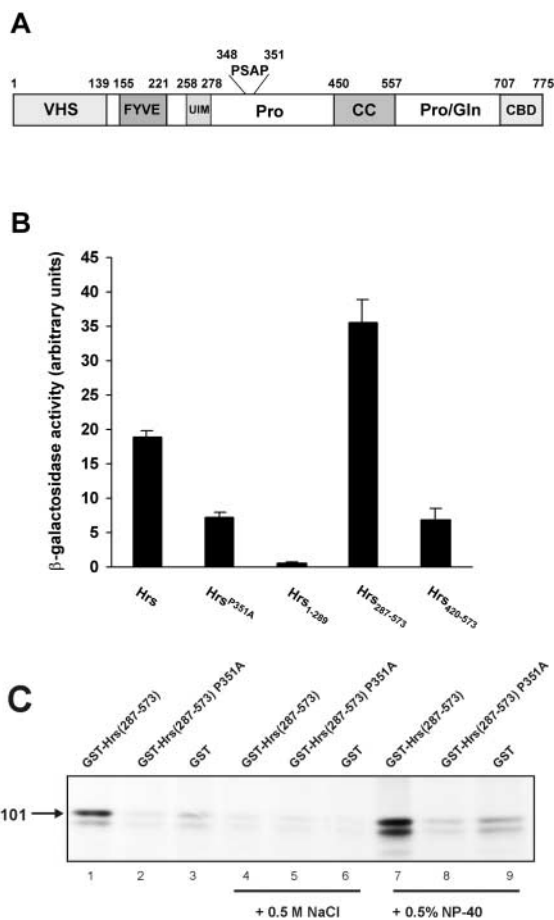 A
348 351
PSAP
1 139 155 221 258 278 450 557 707 775
VHS FYVE UIM Pro CC Pro/Gln CBD
B
β-galactosidase activity (arbitrary units)
45
40
35
30
25
20
15
10
5
0
Hrs
HrsP351A
Hrs1-289
Hrs287-573
Hrs420-573
C
GST-Hrs(287-573)
GST-Hrs(287-573) P351A
GST
GST-Hrs(287-573)
GST-Hrs(287-573) P351A
GST
GST-Hrs(287-573)
GST-Hrs(287-573) P351A
GST
101
1 2 3 4 5 6 7 8 9
+ 0.5 M NaCl + 0.5% NP-40